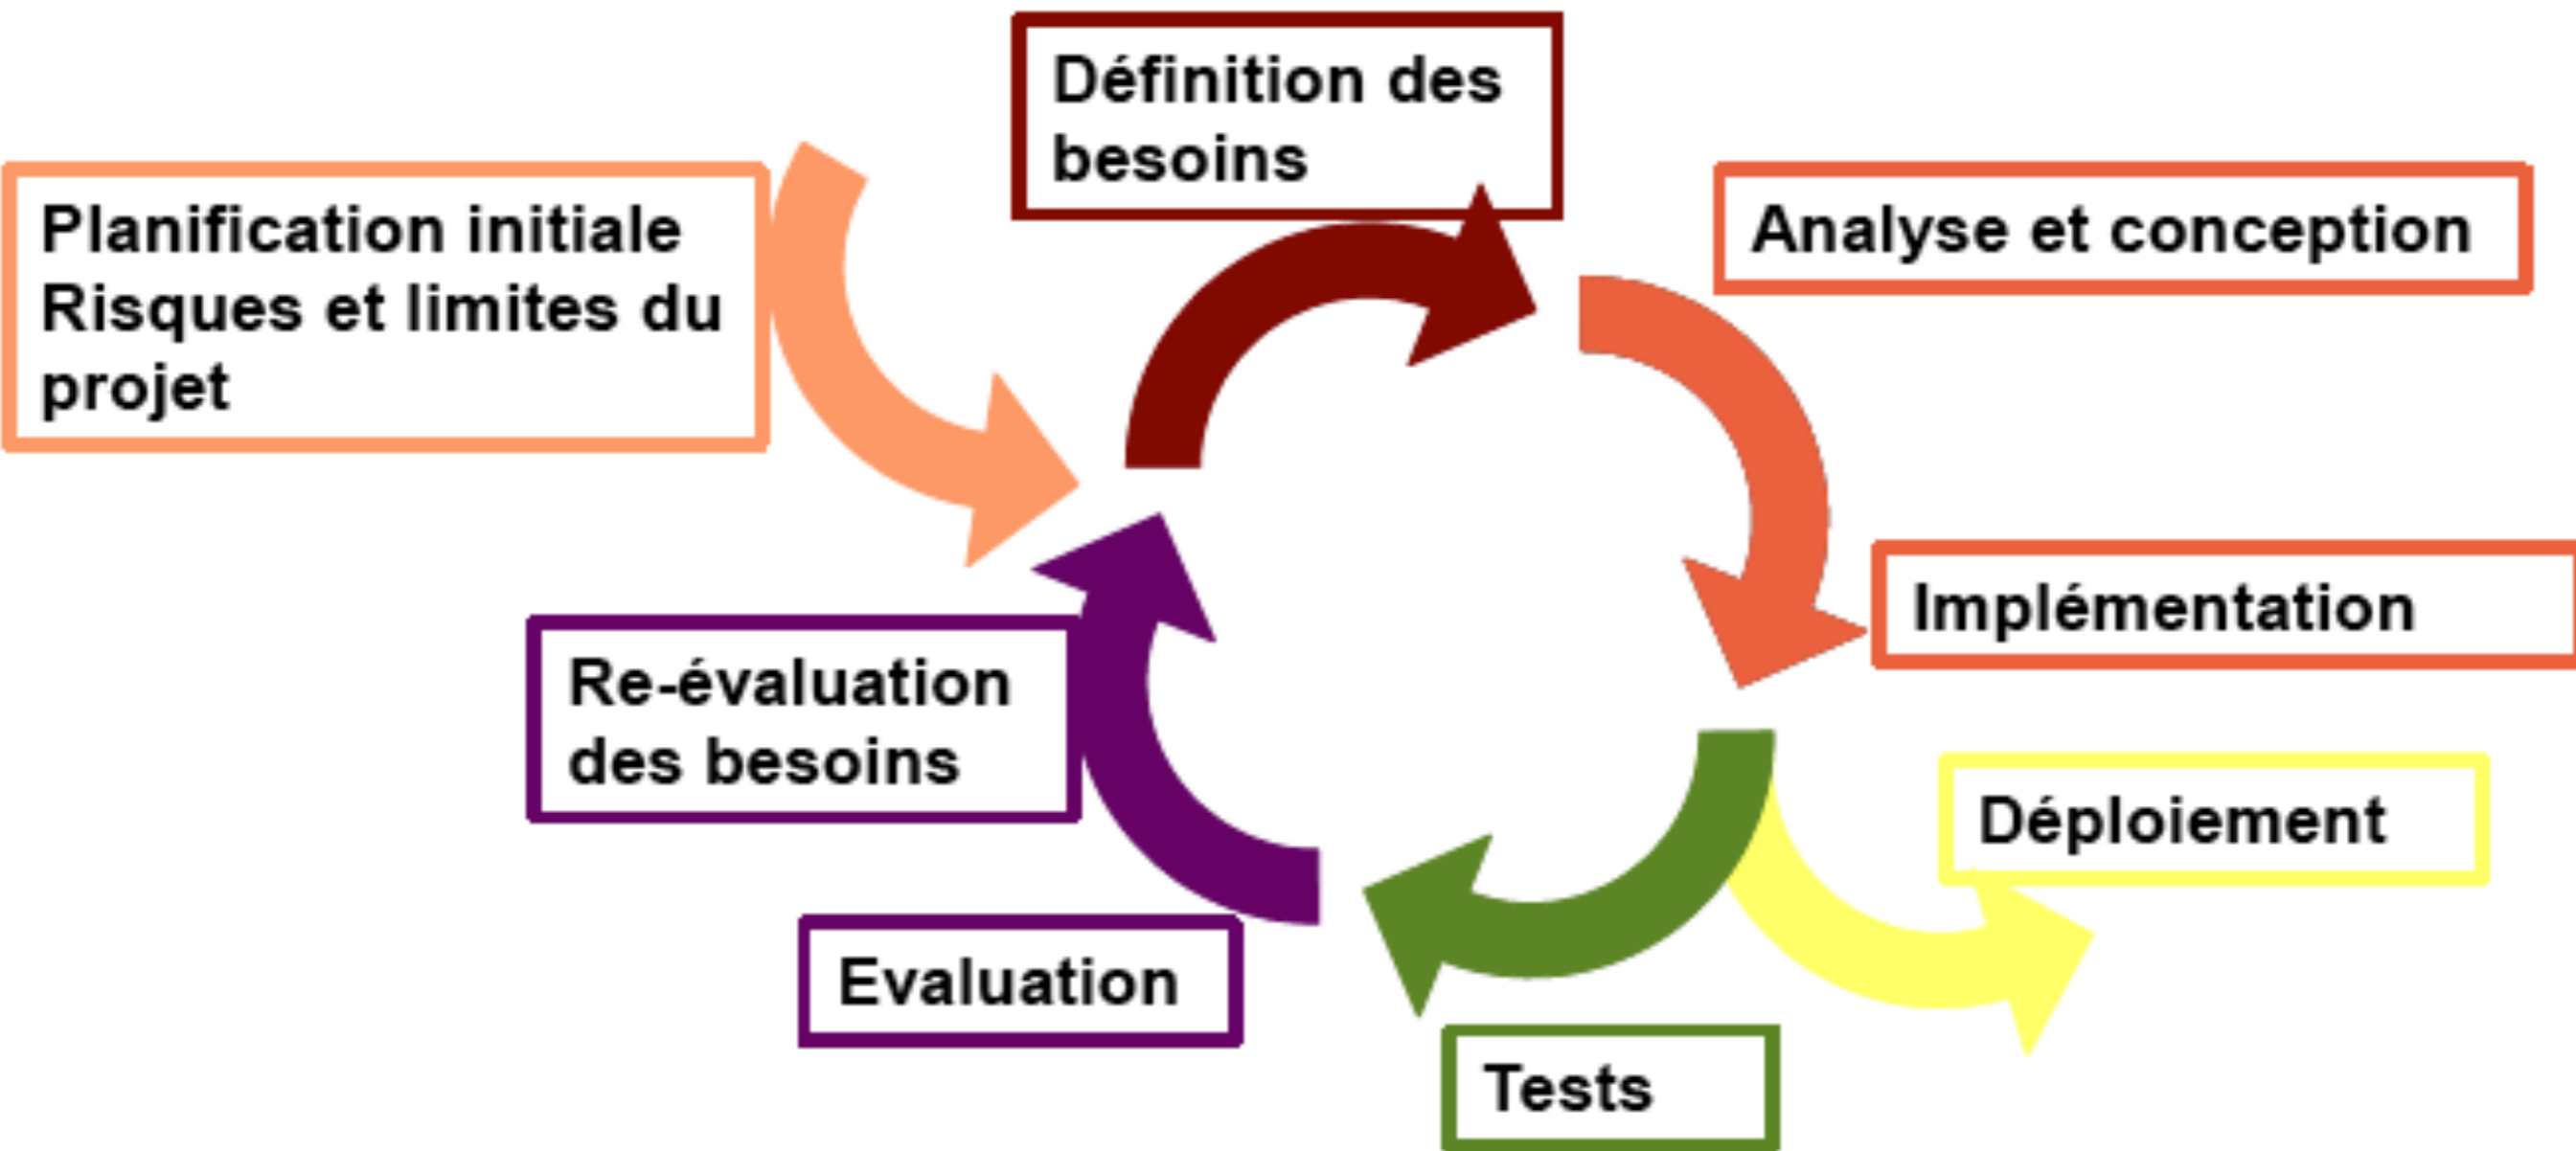 Définition des
besoins
Planification initiale
Risques et limites du
projet
Analyse et conception
Implémentation
Re-évaluation
des besoins
Déploiement
Evaluation
Tests